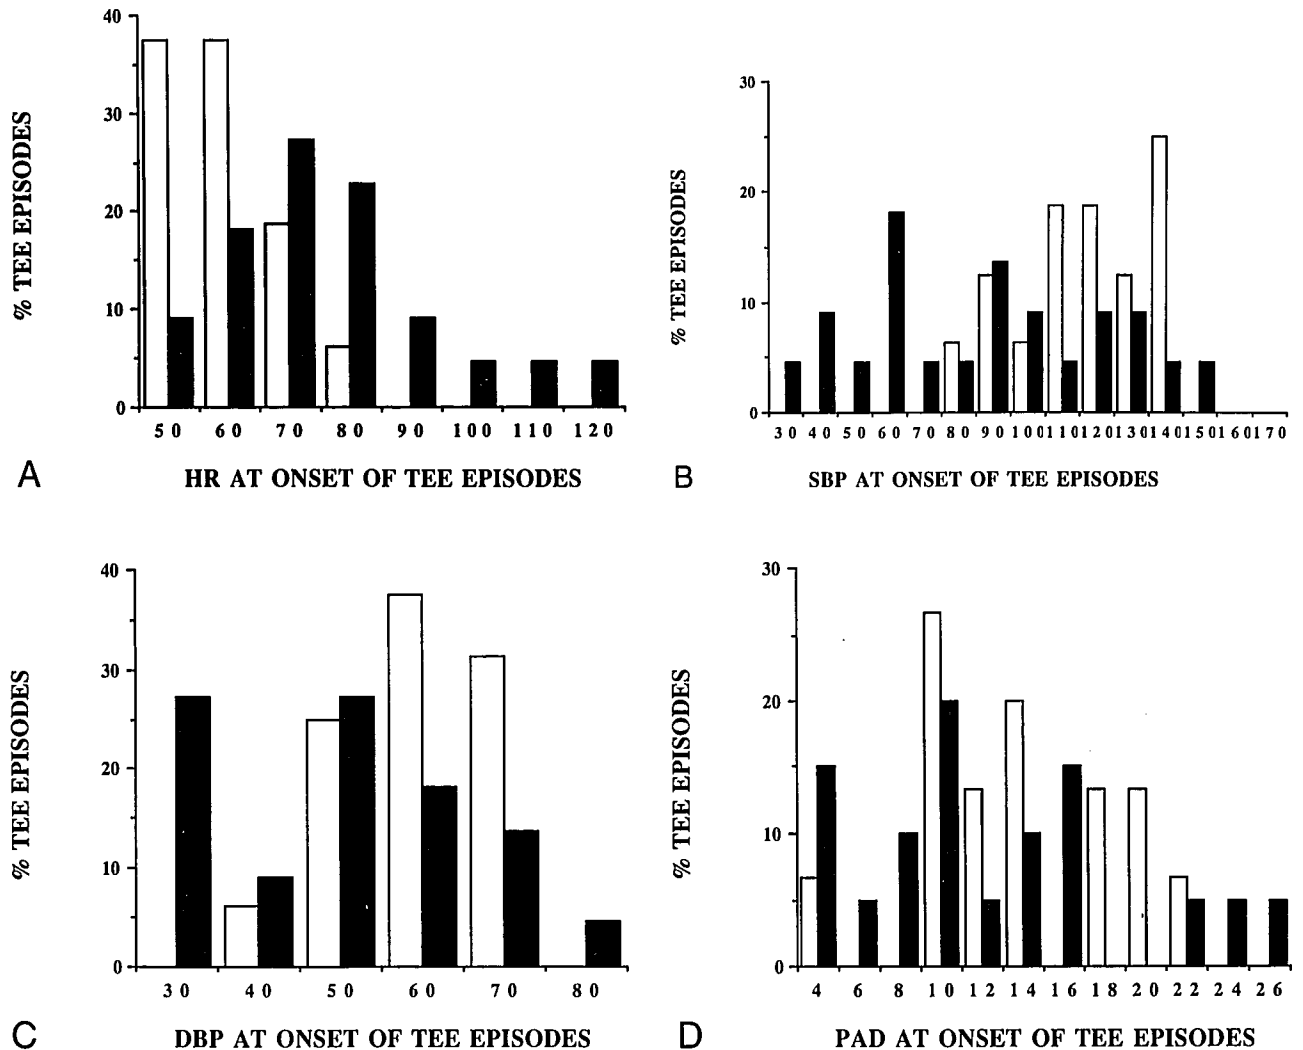 40
30
20
10
0
% TEE EPISODES
50 60 70 80 90 100 110 120
A HR AT ONSET OF TEE EPISODES
30
20
10
0
% TEE EPISODES
30 40 50 60 70 80 90 100 110 120 130 140 150 160 170
B SBP AT ONSET OF TEE EPISODES
40
30
20
10
0
% TEE EPISODES
30 40 50 60 70 80
C DBP AT ONSET OF TEE EPISODES
30
20
10
0
% TEE EPISODES
4 6 8 10 12 14 16 18 20 22 24 26
D PAD AT ONSET OF TEE EPISODES